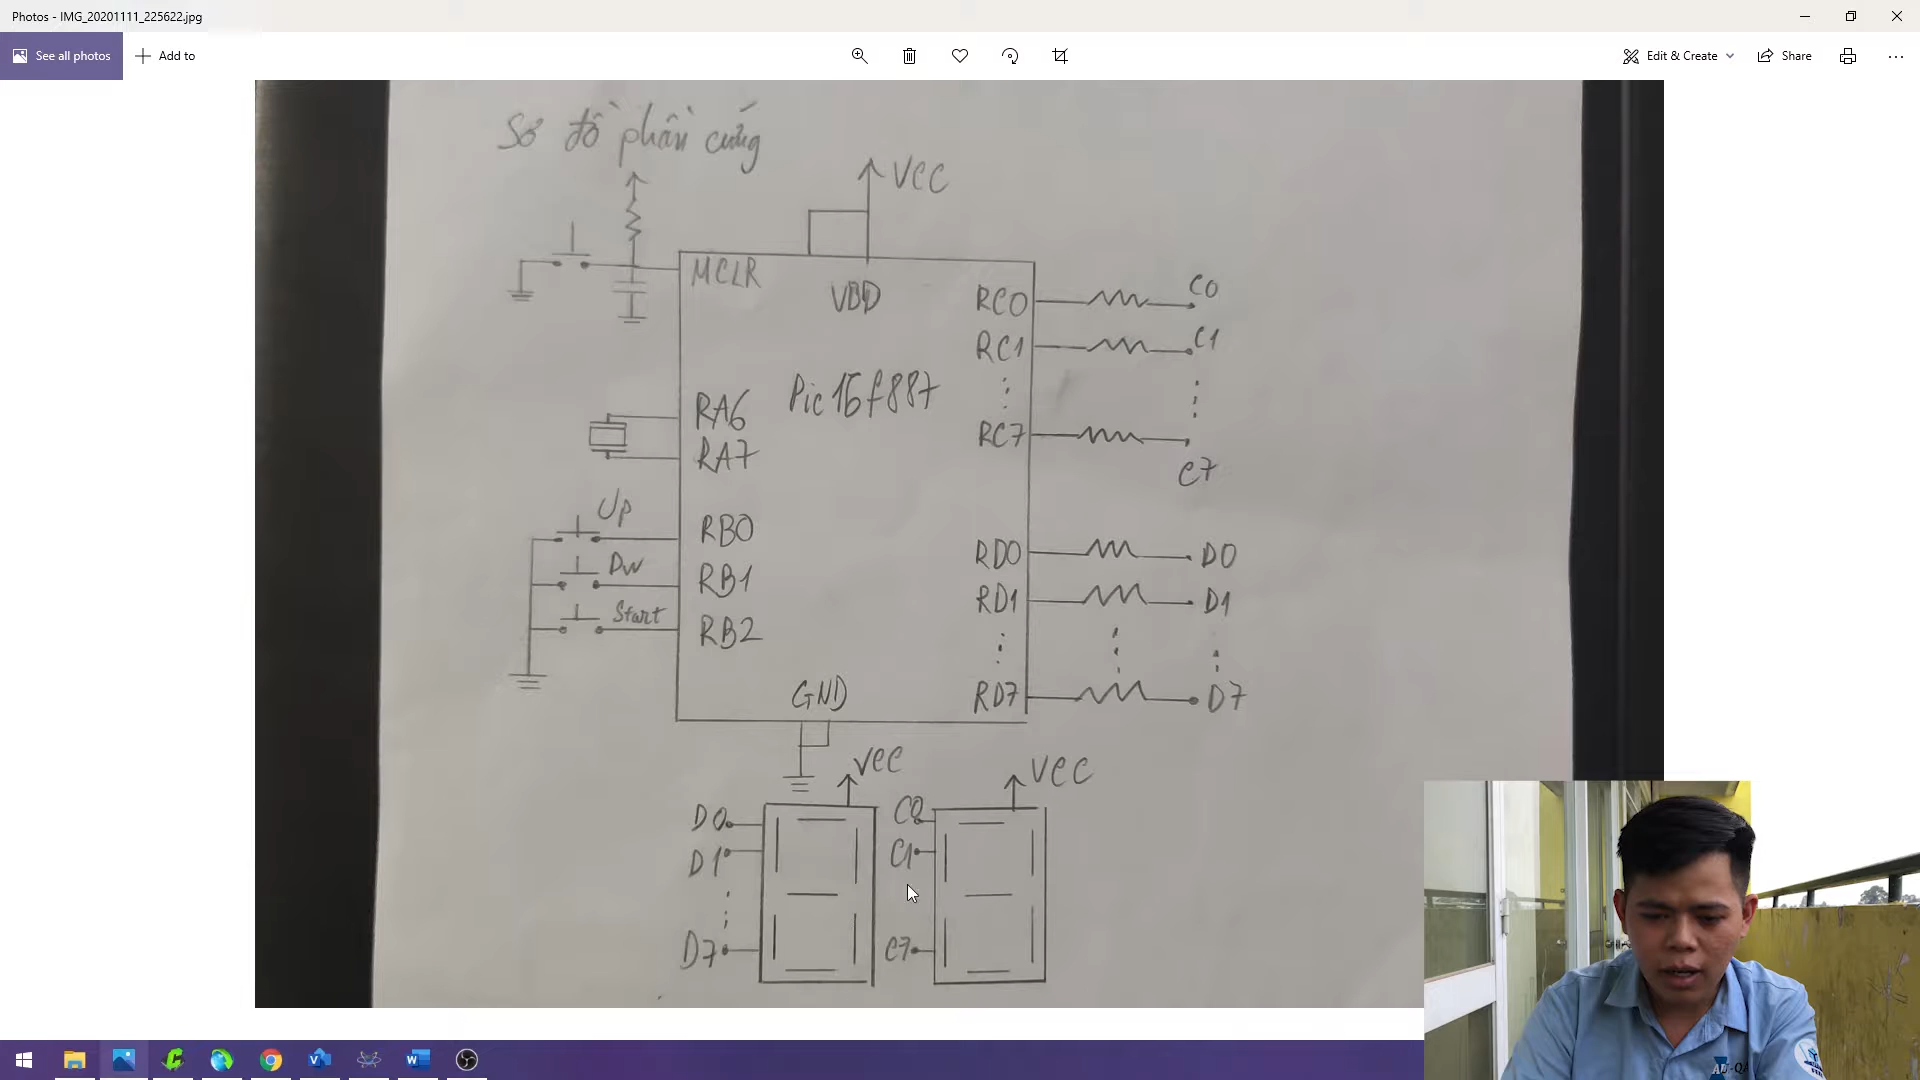 Photos - IMG_20201111_225622.jpg
See all photos
Add to
Edit & Create
Share
Sơ đồ phần cứng
VCC
MCLR
VDD
RC0
C0
RC1
C1
Pic16f887
RA6
RA7
RC7
C7
Up
RB0
Dw
RB1
Start
RB2
RD0
D0
RD1
D1
GND
RD7
D7
VCC
VCC
D0
C0
D1
C1
D7
C7